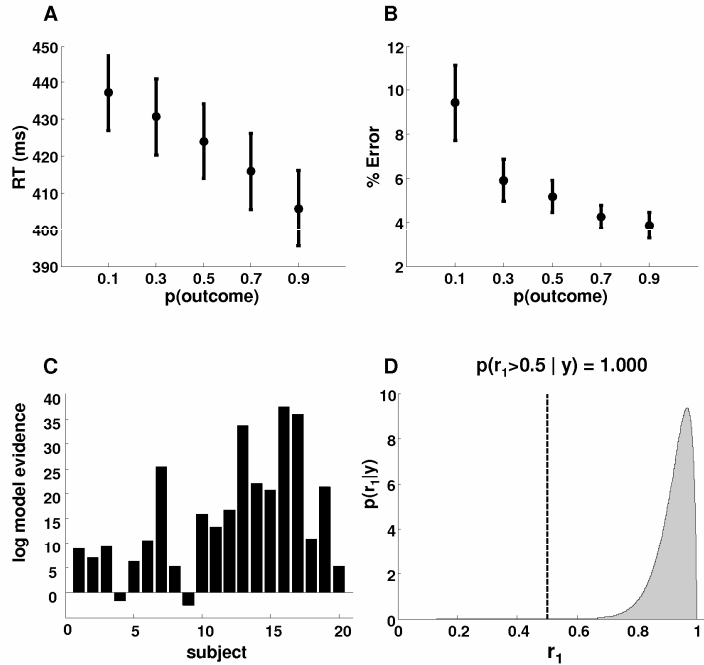 A
450
440
430
420
410
400
390
RT (ms)
0.1 0.3 0.5 0.7 0.9
p(outcome)
B
12
10
8
6
4
2
% Error
0.1 0.3 0.5 0.7 0.9
p(outcome)
C
40
35
30
25
20
15
10
5
0
log model evidence
0 5 10 15 20
subject
D
p(r1>0.5 | y) = 1.000
10
8
6
4
2
0
p(r1|y)
0 0.2 0.4 0.6 0.8 1
r1